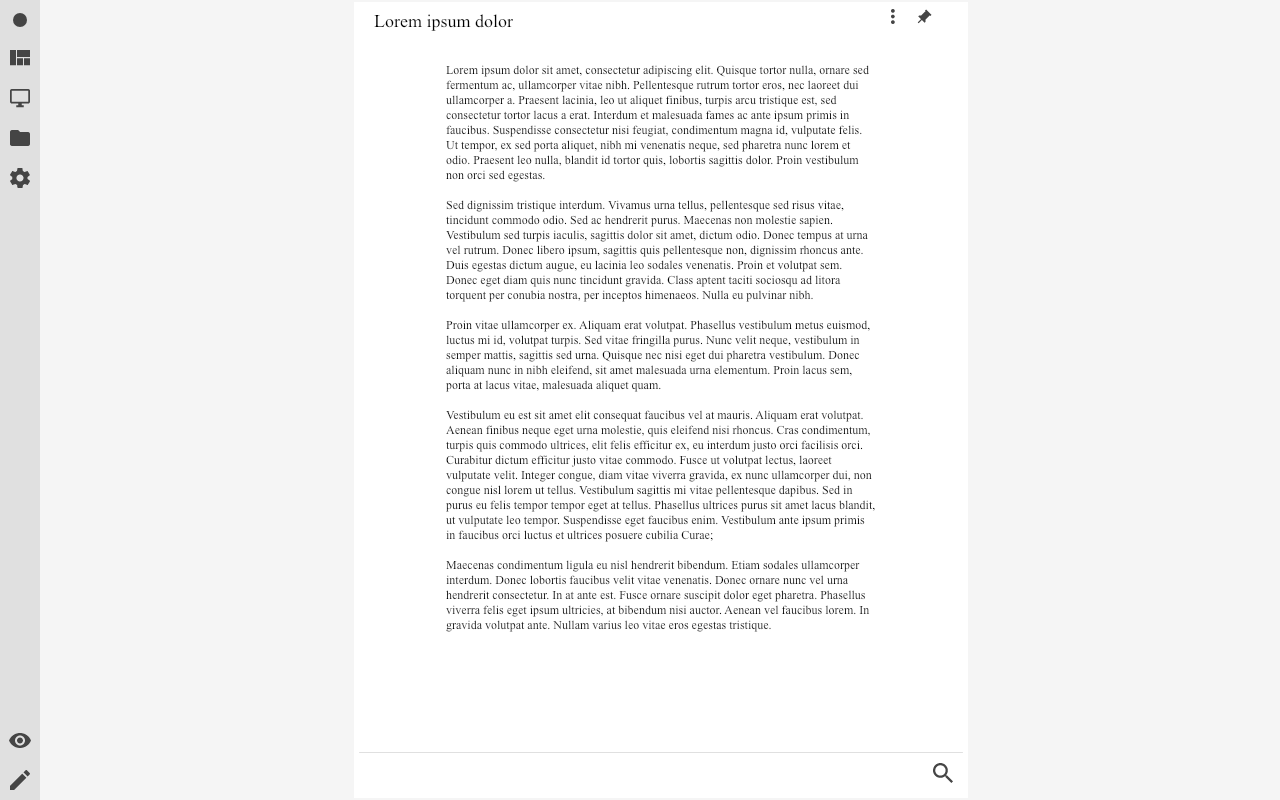 Lorem ipsum dolor
Lorem ipsum dolor sit amet, consectetur adipiscing elit. Quisque tortor nulla, ornare sed
fermentum ac, ullamcorper vitae nibh. Pellentesque rutrum tortor eros, nec laoreet dui
ullamcorper a. Praesent lacinia, leo ut aliquet finibus, turpis arcu tristique est, sed
consectetur tortor lacus a erat. Interdum et malesuada fames ac ante ipsum primis in
faucibus. Suspendisse consectetur nisi feugiat, condimentum magna id, vulputate felis.
Ut tempor, ex sed porta aliquet, nibh mi venenatis neque, sed pharetra nunc lorem et
odio. Praesent leo nulla, blandit id tortor quis, lobortis sagittis dolor. Proin vestibulum
non orci sed egestas.
Sed dignissim tristique interdum. Vivamus urna tellus, pellentesque sed risus vitae,
tincidunt commodo odio. Sed ac hendrerit purus. Maecenas non molestie sapien.
Vestibulum sed turpis iaculis, sagittis dolor sit amet, dictum odio. Donec tempus at urna
vel rutrum. Donec libero ipsum, sagittis quis pellentesque non, dignissim rhoncus ante.
Duis egestas dictum augue, eu lacinia leo sodales venenatis. Proin et volutpat sem.
Donec eget diam quis nunc tincidunt gravida. Class aptent taciti sociosqu ad litora
torquent per conubia nostra, per inceptos himenaeos. Nulla eu pulvinar nibh.
Proin vitae ullamcorper ex. Aliquam erat volutpat. Phasellus vestibulum metus euismod,
luctus mi id, volutpat turpis. Sed vitae fringilla purus. Nunc velit neque, vestibulum in
semper mattis, sagittis sed urna. Quisque nec nisi eget dui pharetra vestibulum. Donec
aliquam nunc in nibh eleifend, sit amet malesuada urna elementum. Proin lacus sem,
porta at lacus vitae, malesuada aliquet quam.
Vestibulum eu est sit amet elit consequat faucibus vel at mauris. Aliquam erat volutpat.
Aenean finibus neque eget urna molestie, quis eleifend nisi rhoncus. Cras condimentum,
turpis quis commodo ultrices, elit felis efficitur ex, eu interdum justo orci facilisis orci.
Curabitur dictum efficitur justo vitae commodo. Fusce ut volutpat lectus, laoreet
vulputate velit. Integer congue, diam vitae viverra gravida, ex nunc ullamcorper dui, non
congue nisl lorem ut tellus. Vestibulum sagittis mi vitae pellentesque dapibus. Sed in
purus eu felis tempor tempor eget at tellus. Phasellus ultrices purus sit amet lacus blandit,
ut vulputate leo tempor. Suspendisse eget faucibus enim. Vestibulum ante ipsum primis
in faucibus orci luctus et ultrices posuere cubilia Curae;
Maecenas condimentum ligula eu nisl hendrerit bibendum. Etiam sodales ullamcorper
interdum. Donec lobortis faucibus velit vitae venenatis. Donec ornare nunc vel urna
hendrerit consectetur. In at ante est. Fusce ornare suscipit dolor eget pharetra. Phasellus
viverra felis eget ipsum ultricies, at bibendum nisi auctor. Aenean vel faucibus lorem. In
gravida volutpat ante. Nullam varius leo vitae eros egestas tristique.